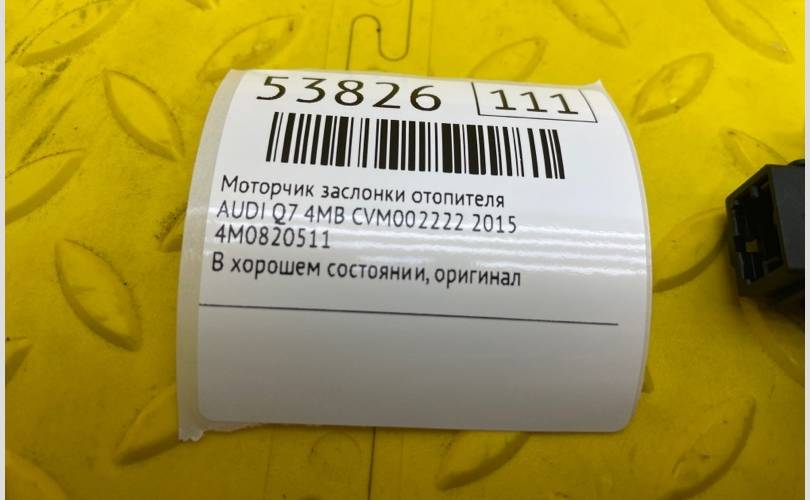 53826 111
Моторчик заслонки отопителя
AUDI Q7 4MB CVM002222 2015
4M0820511
В хорошем состоянии, оригинал